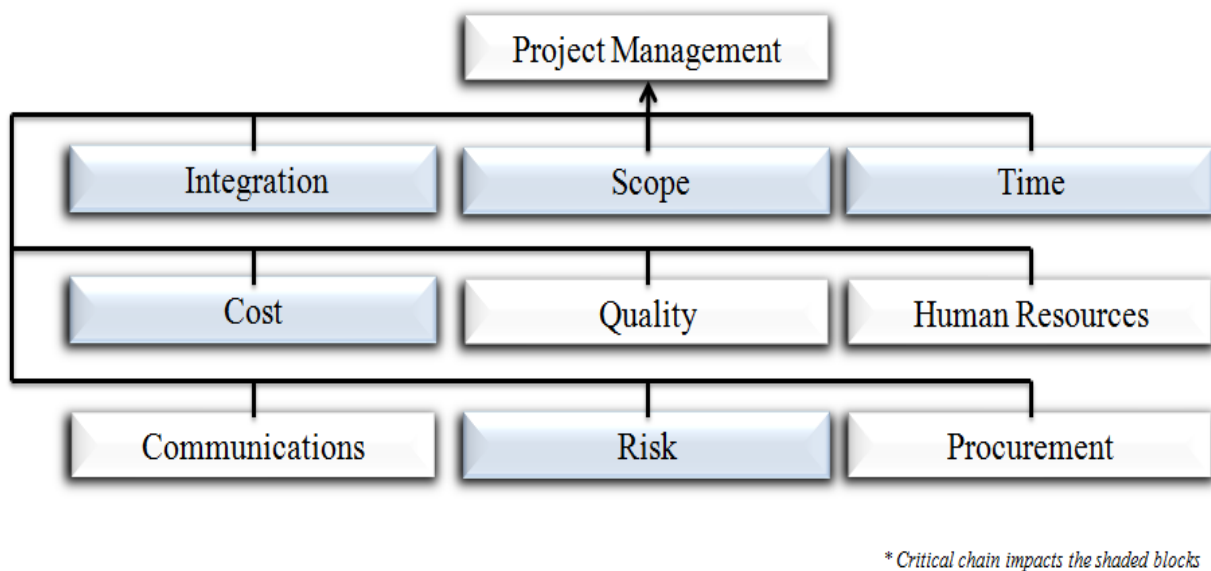 Project Management
Integration
Scope
Time
Cost
Quality
Human Resources
Communications
Risk
Procurement
* Critical chain impacts the shaded blocks